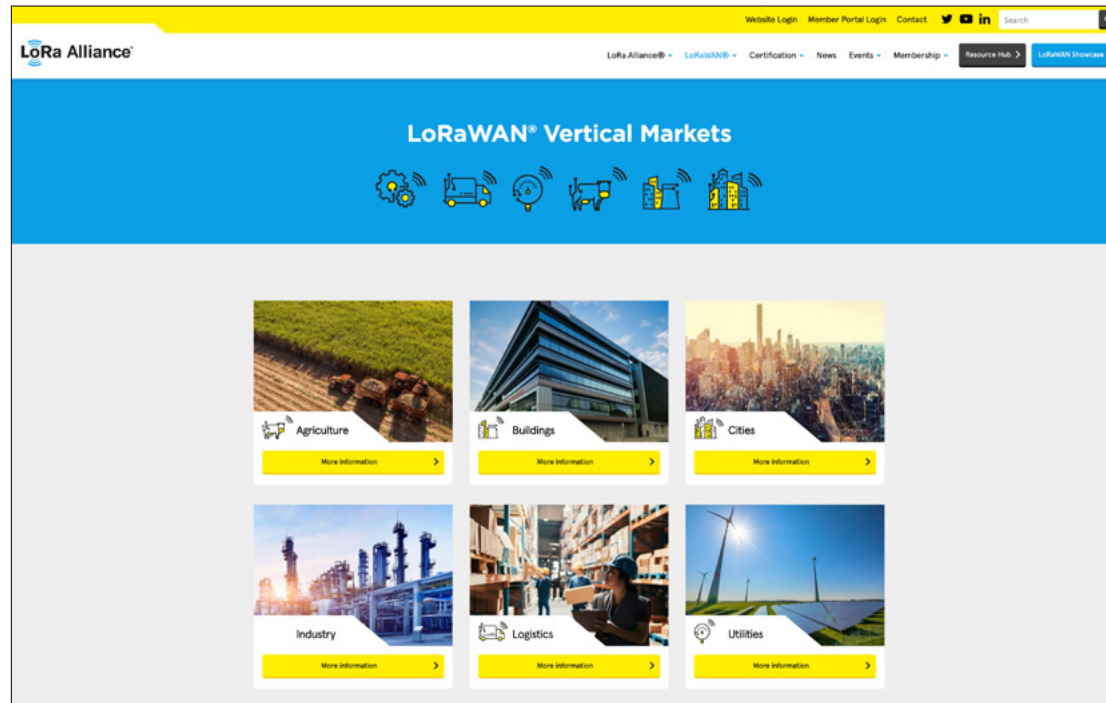 Website Login Member Portal Login Contact in Search
LoRa Alliance®
LoRa Alliance® LoRaWAN® Certification News Events Membership Resource Hub LoRaWAN Showcase
LoRaWAN® Vertical Markets
Agriculture Buildings Cities
More information More information More information
Industry Logistics Utilities
More information More information More information